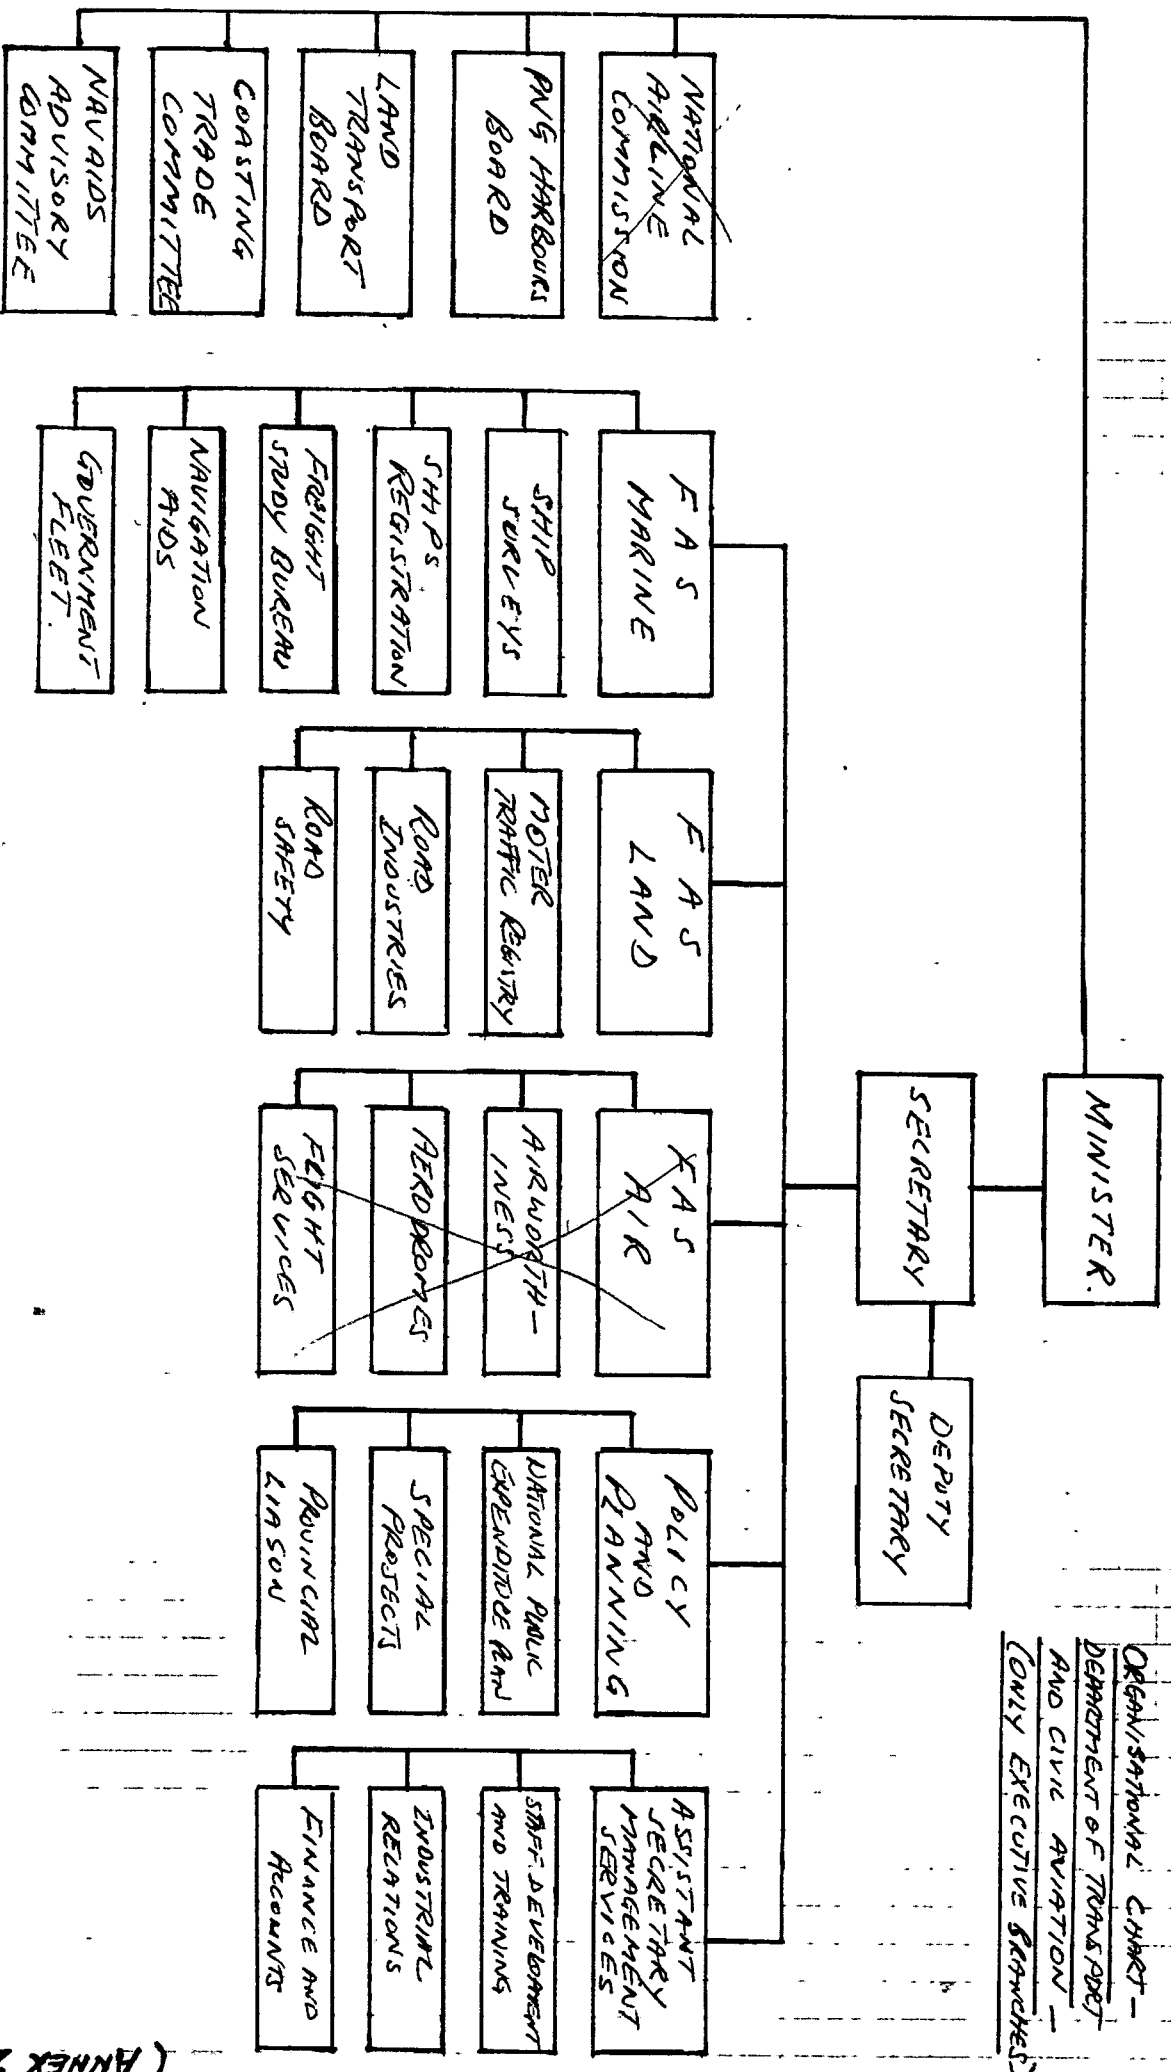 ORGANISATIONAL CHART –
DEPARTMENT OF TRANSPORT
AND CIVIL AVIATION –
(ONLY EXECUTIVE BRANCHES)
MINISTER.
SECRETARY
DEPUTY
SECRETARY
NATIONAL
AIRLINE
COMMISSION
PNG HARBOURS
BOARD
LAND
TRANSPORT
BOARD
COASTING
TRADE
COMMITTEE
NAVAIDS
ADVISORY
COMMITTEE
F A S
MARINE
SHIP
SURVEYS
SHIPS
REGISTRATION
FREIGHT
STUDY BUREAU
NAVIGATION
AIDS
GOVERNMENT
FLEET.
F A S
LAND
MOTER
TRAFFIC REGISTRY
ROAD
INDUSTRIES
ROAD
SAFETY
F A S
AIR
AIRWORTH–
INESS
AERODROMES
FLIGHT
SERVICES
POLICY
AND
PLANNING
NATIONAL PUBLIC
EXPENDITURE PLAN
SPECIAL
PROJECTS
PROVINCIAL
LIASON
ASSISTANT
SECRETARY
MANAGEMENT
SERVICES
STAFF DEVELOPMENT
AND TRAINING
INDUSTRIAL
RELATIONS
FINANCE AND
ACCOUNTS
(ANNEX 2